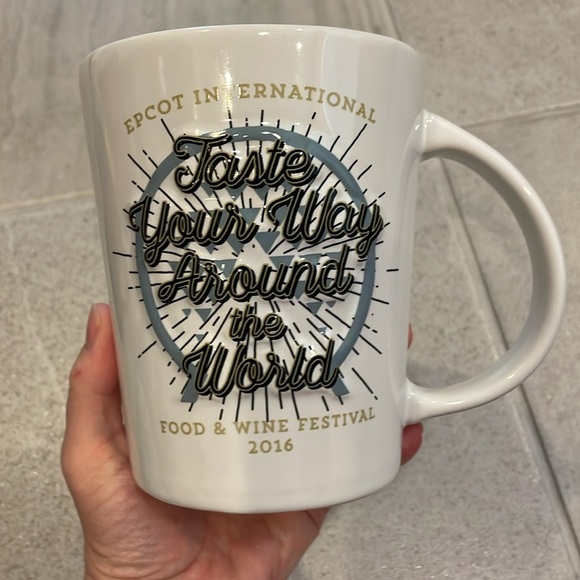 EPCOT INTERNATIONAL
Taste
Your Way
Around
the
World
FOOD & WINE FESTIVAL
2016